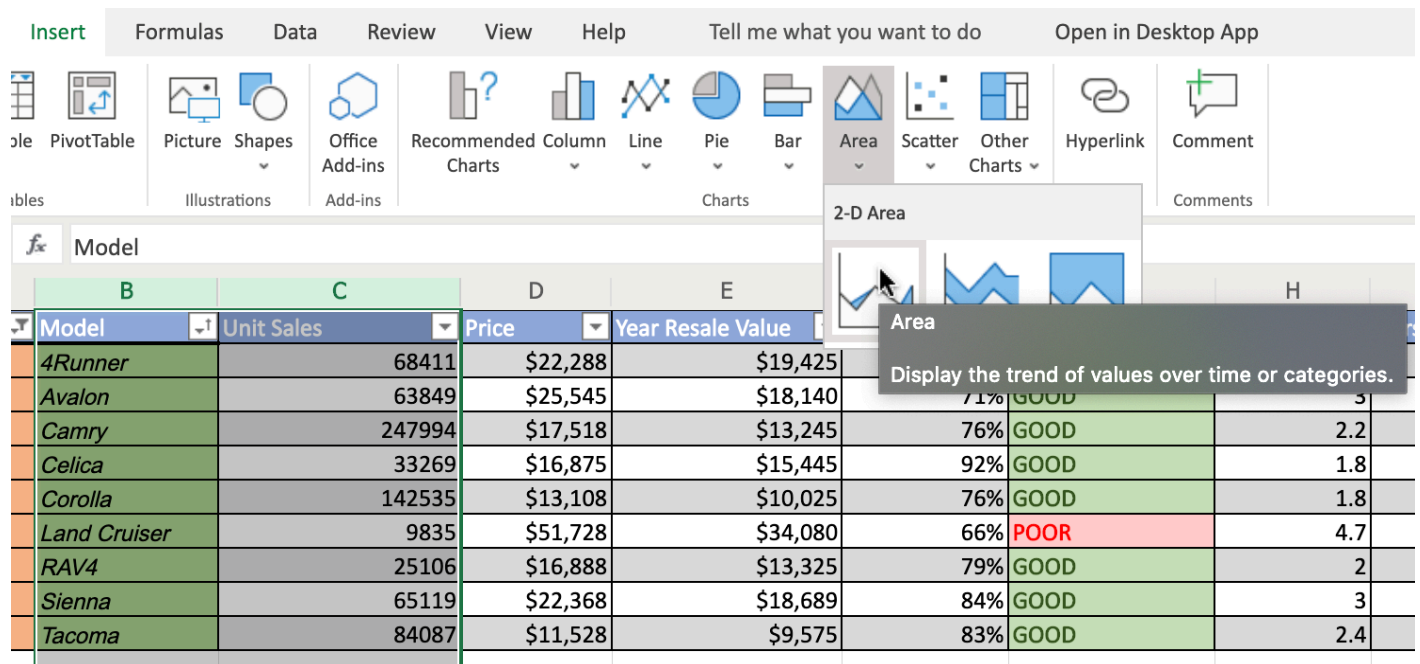 Insert Formulas Data Review View Help Tell me what you want to do Open in Desktop App
PivotTable Picture Shapes Office Add-ins Recommended Charts Column Line Pie Bar Area Scatter Other Charts Hyperlink Comment
Illustrations Add-ins Charts Comments
2-D Area
fx Model
B C D E H
Model Unit Sales Price Year Resale Value
Area
Display the trend of values over time or categories.
4Runner 68411 $22,288 $19,425
Avalon 63849 $25,545 $18,140 71% GOOD 3
Camry 247994 $17,518 $13,245 76% GOOD 2.2
Celica 33269 $16,875 $15,445 92% GOOD 1.8
Corolla 142535 $13,108 $10,025 76% GOOD 1.8
Land Cruiser 9835 $51,728 $34,080 66% POOR 4.7
RAV4 25106 $16,888 $13,325 79% GOOD 2
Sienna 65119 $22,368 $18,689 84% GOOD 3
Tacoma 84087 $11,528 $9,575 83% GOOD 2.4